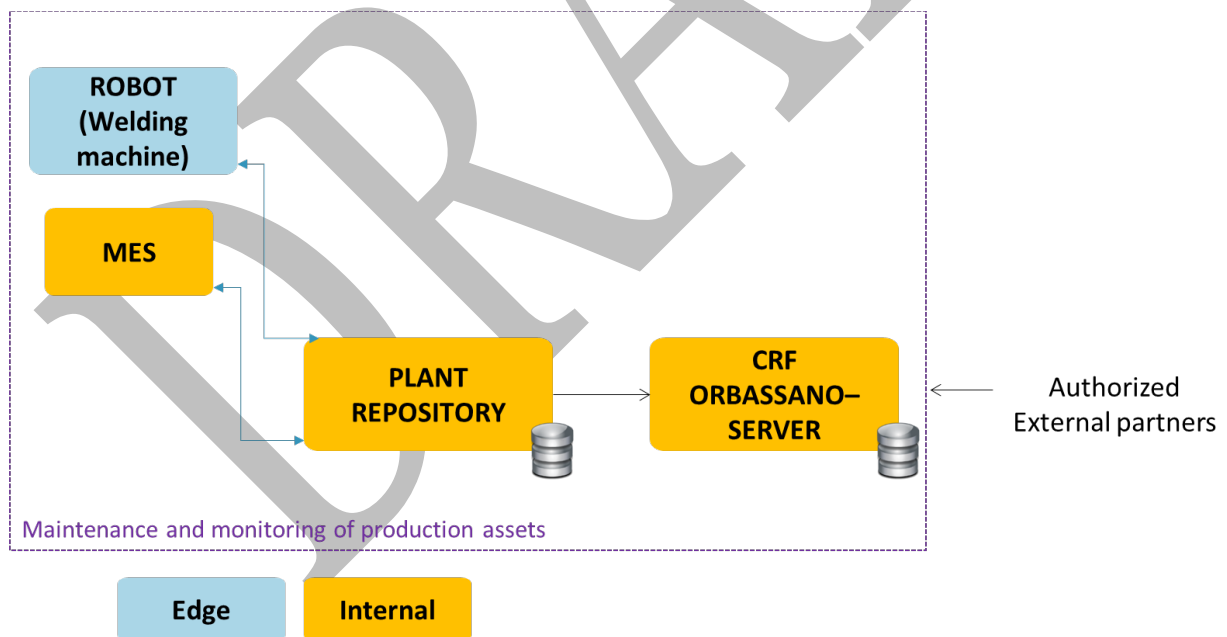 ROBOT
(Welding
machine)
MES
PLANT
REPOSITORY
CRF
ORBASSANO–
SERVER
Authorized
External partners
Maintenance and monitoring of production assets
Edge
Internal
DRA